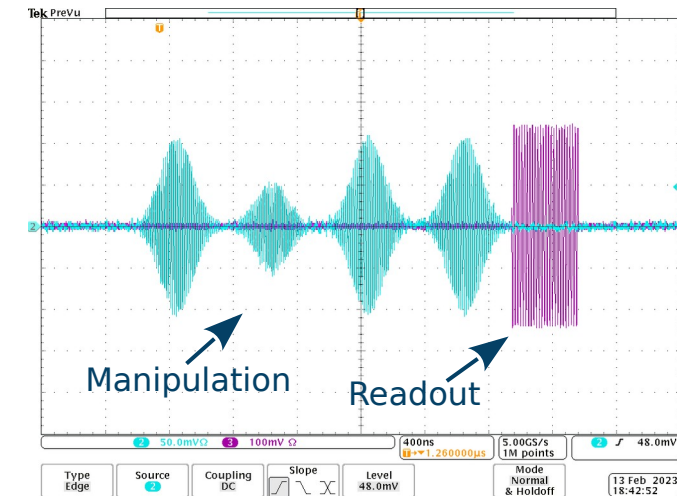 Tek PreVu
T
2
Manipulation
Readout
2 50.0mVΩ 3 100mV Ω
400ns
T→▼1.260000µs
5.00GS/s
1M points
2 48.0mV
Type
Edge
Source
2
Coupling
DC
Slope
Level
48.0mV
Mode
Normal
& Holdoff
13 Feb 2023
18:42:52